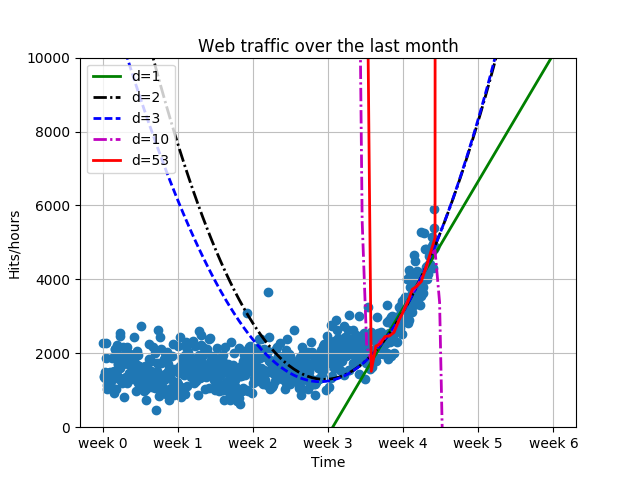 Web traffic over the last month
10000
8000
6000
4000
2000
0
Hits/hours
d=1
d=2
d=3
d=10
d=53
week 0 week 1 week 2 week 3 week 4 week 5 week 6
Time